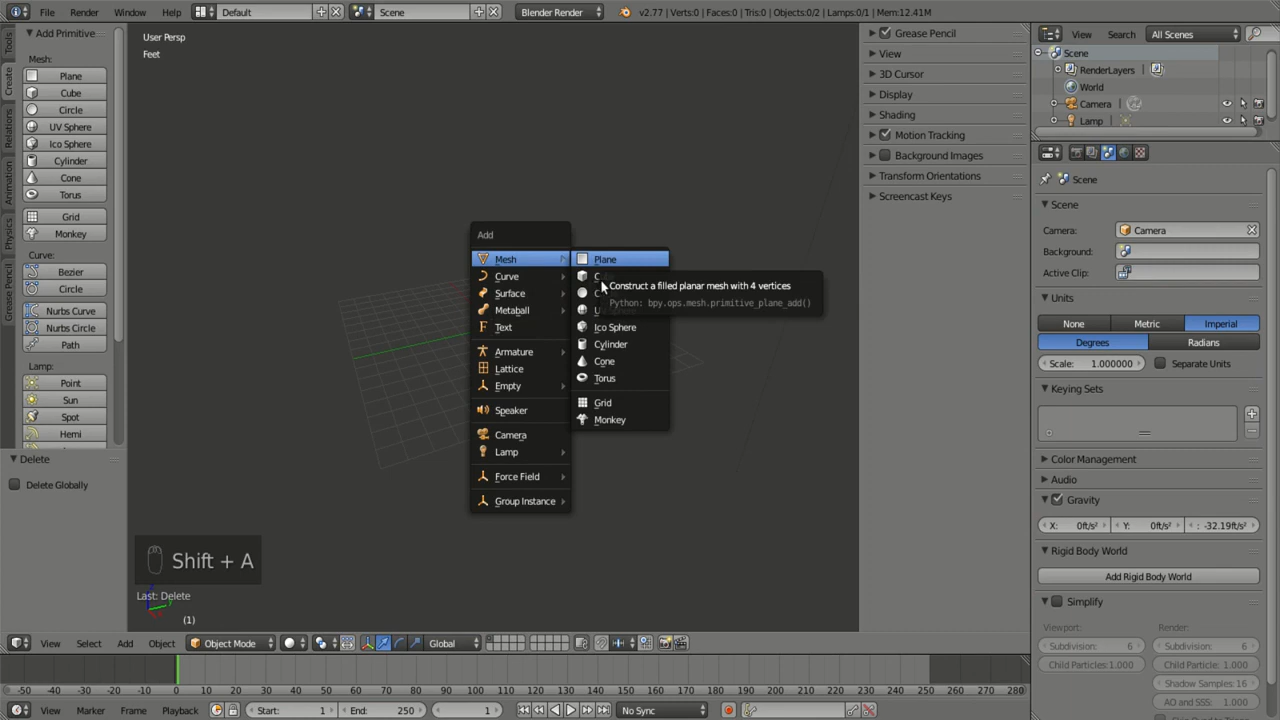 File Render Window Help Default Scene Blender Render v2.77 | Verts:0 | Faces:0 | Tris:0 | Objects:0/2 | Lamps:0/1 | Mem:12.41M
Tools
Create
Relations
Animation
Physics
Grease Pencil
Add Primitive
Mesh:
Plane
Cube
Circle
UV Sphere
Ico Sphere
Cylinder
Cone
Torus
Grid
Monkey
Curve:
Bezier
Circle
Nurbs Curve
Nurbs Circle
Path
Lamp:
Point
Sun
Spot
Hemi
Delete
Delete Globally
User Persp
Feet
Add
Mesh
Curve
Surface
Metaball
Text
Armature
Lattice
Empty
Speaker
Camera
Lamp
Force Field
Group Instance
Plane
Construct a filled planar mesh with 4 vertices
Python: bpy.ops.mesh.primitive_plane_add()
Ico Sphere
Cylinder
Cone
Torus
Grid
Monkey
Shift + A
Last: Delete
(1)
Grease Pencil
View
3D Cursor
Display
Shading
Motion Tracking
Background Images
Transform Orientations
Screencast Keys
View Search All Scenes
Scene
RenderLayers
World
Camera
Lamp
Scene
Scene
Camera: Camera
Background:
Active Clip:
Units
None Metric Imperial
Degrees Radians
Scale: 1.000000 Separate Units
Keying Sets
Color Management
Audio
Gravity
X: 0ft/s² Y: 0ft/s² : -32.19ft/s²
Rigid Body World
Add Rigid Body World
Simplify
Viewport: Render:
Subdivision: 6 Subdivision: 6
Child Particles:1.000 Child Particle: 1.000
Shadow Samples: 16
AO and SSS: 1.000
View Select Add Object Object Mode Global
-50 -40 -30 -20 -10 0 10 20 30 40 50 60 70 80 90 100 110 120 130 140 150 160 170 180 190 200 210 220 230 240 250 260 270 280
View Marker Frame Playback Start: 1 End: 250 1 No Sync